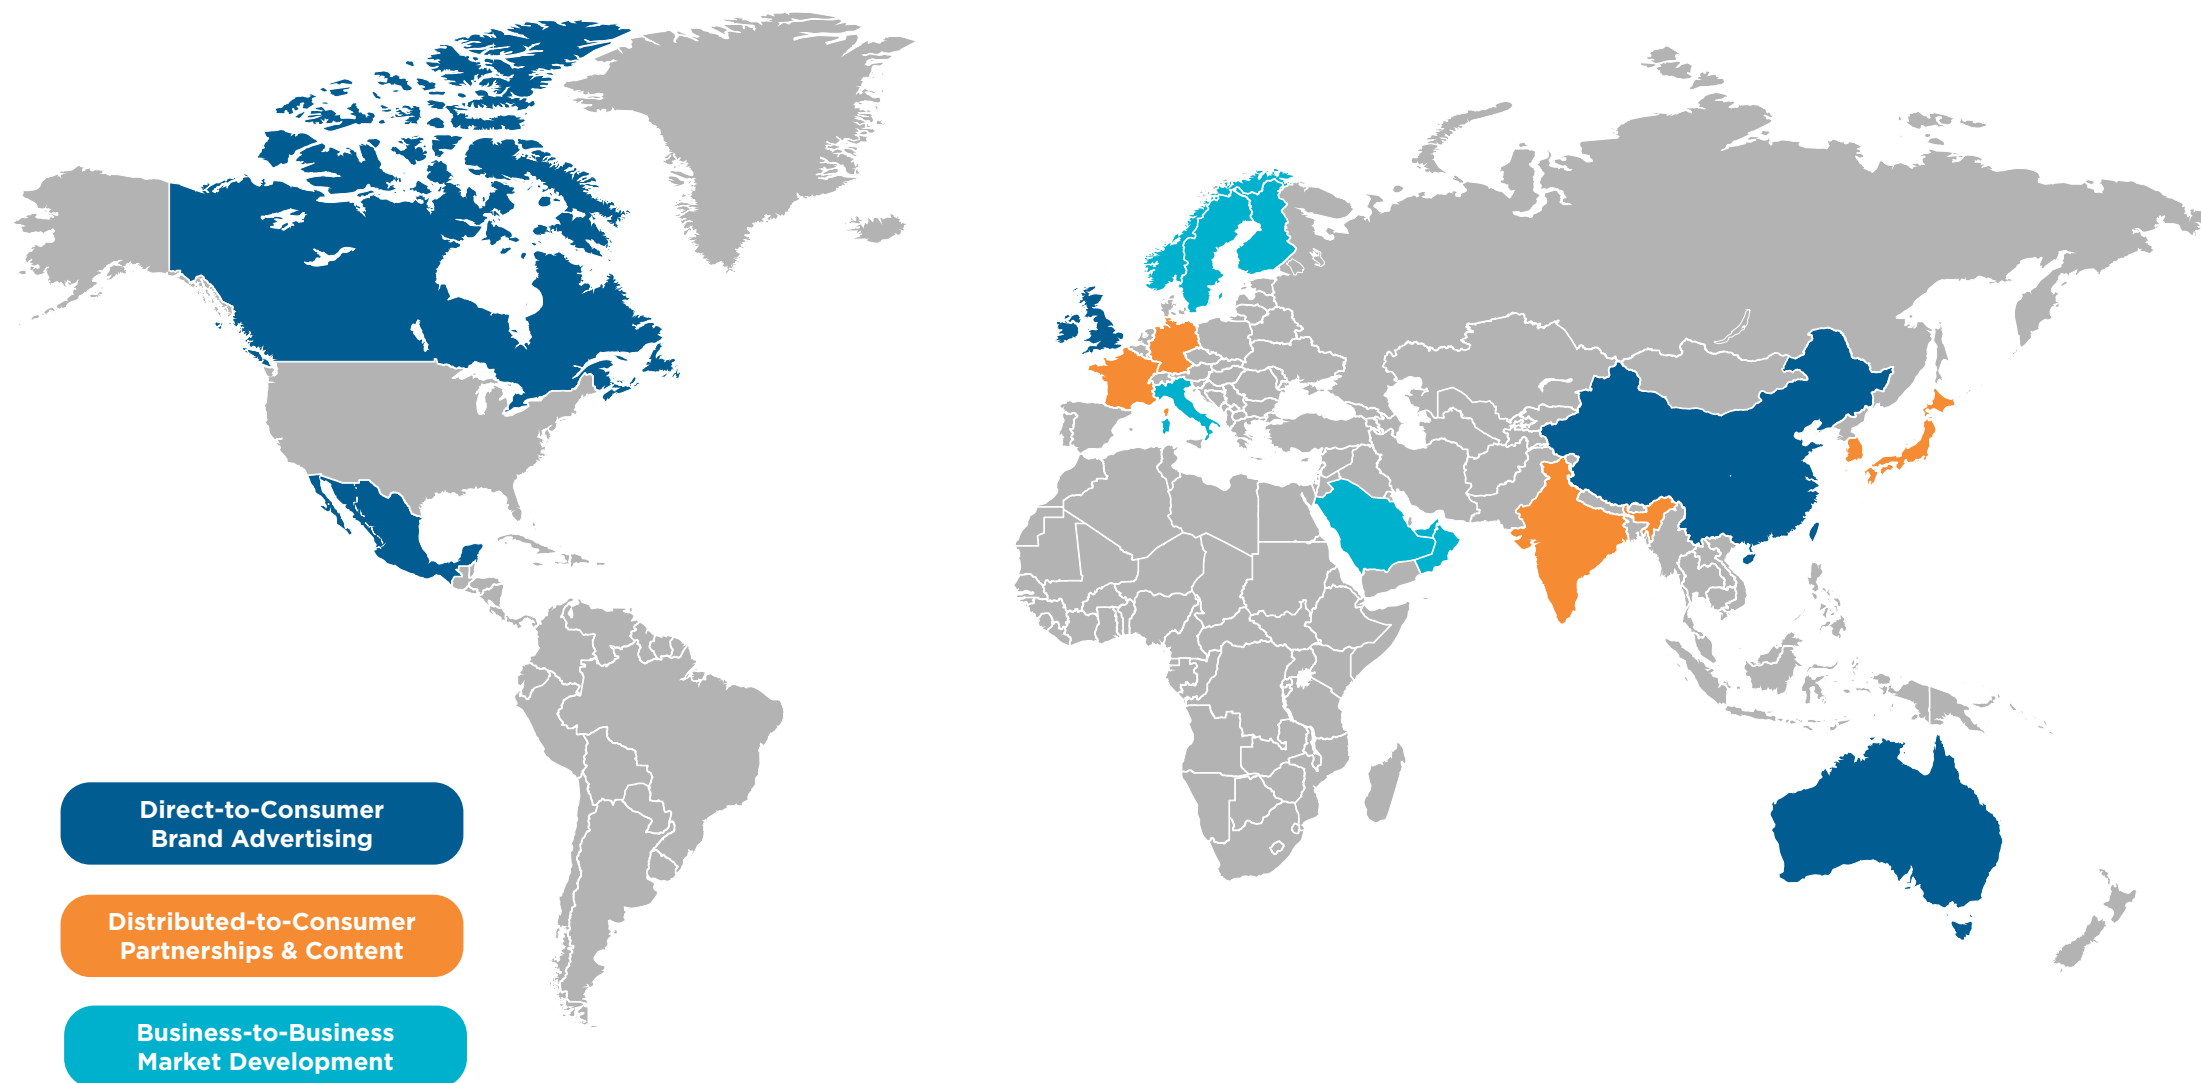 Direct-to-Consumer
Brand Advertising
Distributed-to-Consumer
Partnerships & Content
Business-to-Business
Market Development